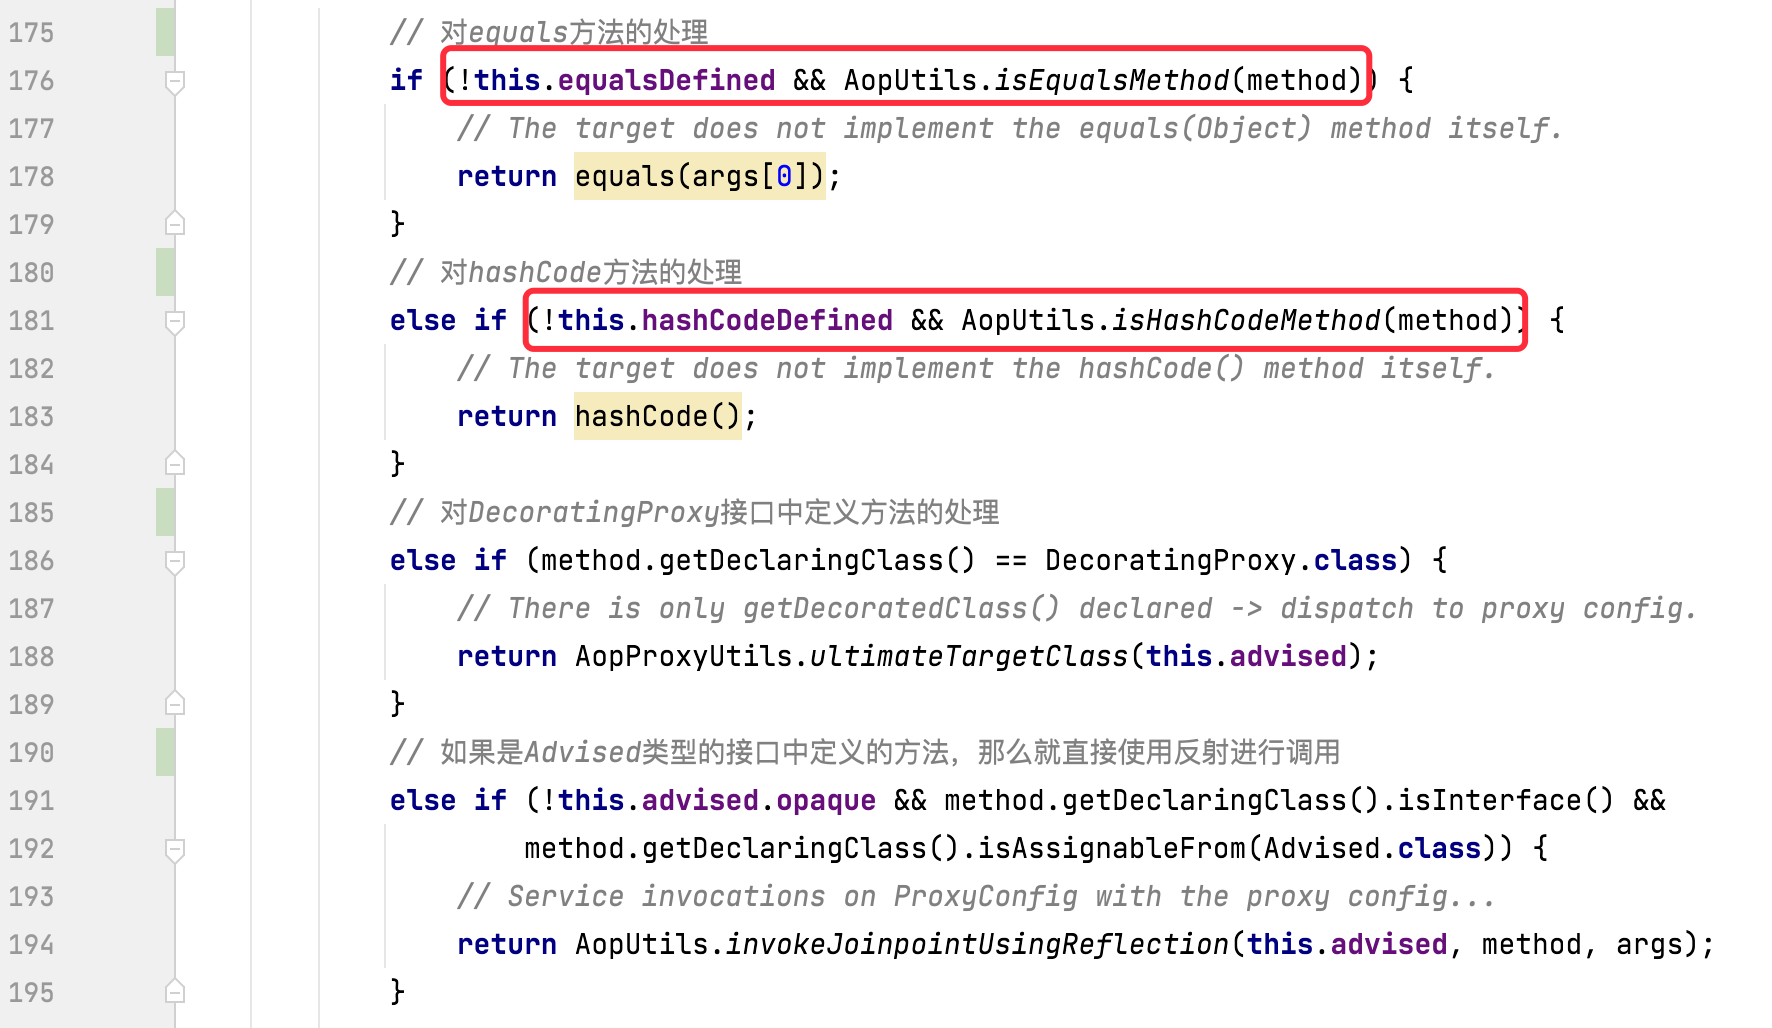 175 // 对equals方法的处理
176 if (!this.equalsDefined && AopUtils.isEqualsMethod(method)) {
177 // The target does not implement the equals(Object) method itself.
178 return equals(args[0]);
179 }
180 // 对hashCode方法的处理
181 else if (!this.hashCodeDefined && AopUtils.isHashCodeMethod(method)) {
182 // The target does not implement the hashCode() method itself.
183 return hashCode();
184 }
185 // 对DecoratingProxy接口中定义方法的处理
186 else if (method.getDeclaringClass() == DecoratingProxy.class) {
187 // There is only getDecoratedClass() declared -> dispatch to proxy config.
188 return AopProxyUtils.ultimateTargetClass(this.advised);
189 }
190 // 如果是Advised类型的接口中定义的方法，那么就直接使用反射进行调用
191 else if (!this.advised.opaque && method.getDeclaringClass().isInterface() &&
192 method.getDeclaringClass().isAssignableFrom(Advised.class)) {
193 // Service invocations on ProxyConfig with the proxy config...
194 return AopUtils.invokeJoinpointUsingReflection(this.advised, method, args);
195 }